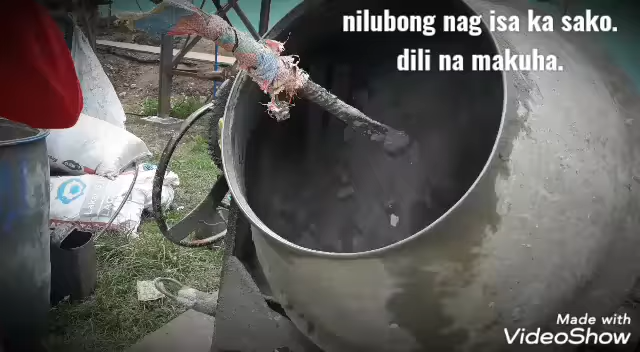 nilubong nag isa ka sako.
dili na makuha.
Made with
VideoShow